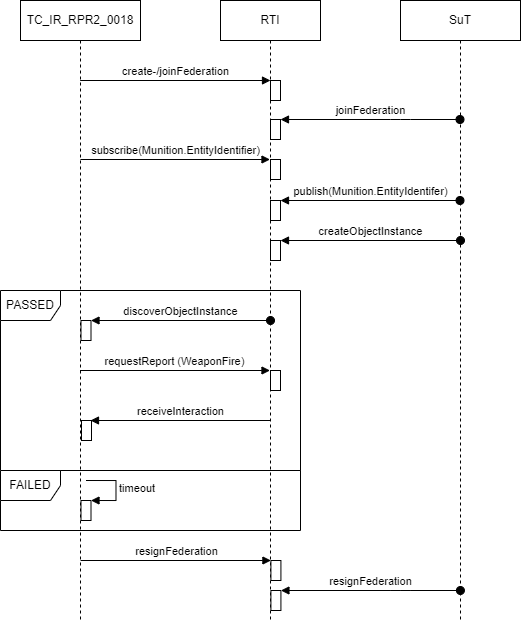 TC_IR_RPR2_0018
RTI
SuT
create-/joinFederation
joinFederation
subscribe(Munition.EntityIdentifier)
publish(Munition.EntityIdentifer)
createObjectInstance
PASSED
discoverObjectInstance
requestReport (WeaponFire)
receiveInteraction
FAILED
timeout
resignFederation
resignFederation